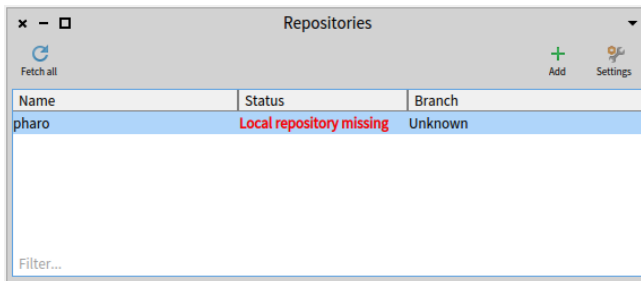 Repositories
Fetch all
Add
Settings
Name Status Branch
pharo Local repository missing Unknown
Filter...